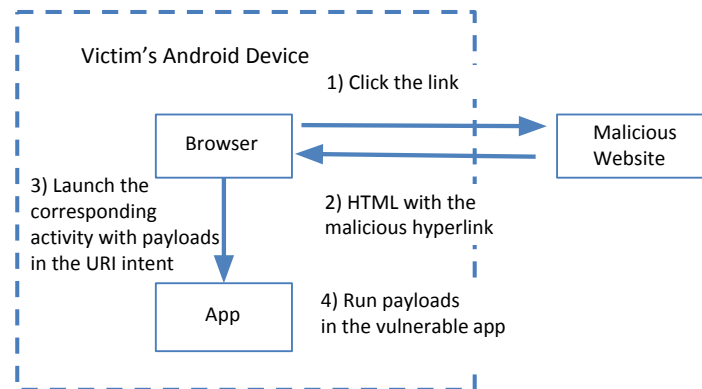 Victim's Android Device
1) Click the link
Browser
Malicious
Website
3) Launch the
corresponding
activity with payloads
in the URI intent
2) HTML with the
malicious hyperlink
App
4) Run payloads
in the vulnerable app